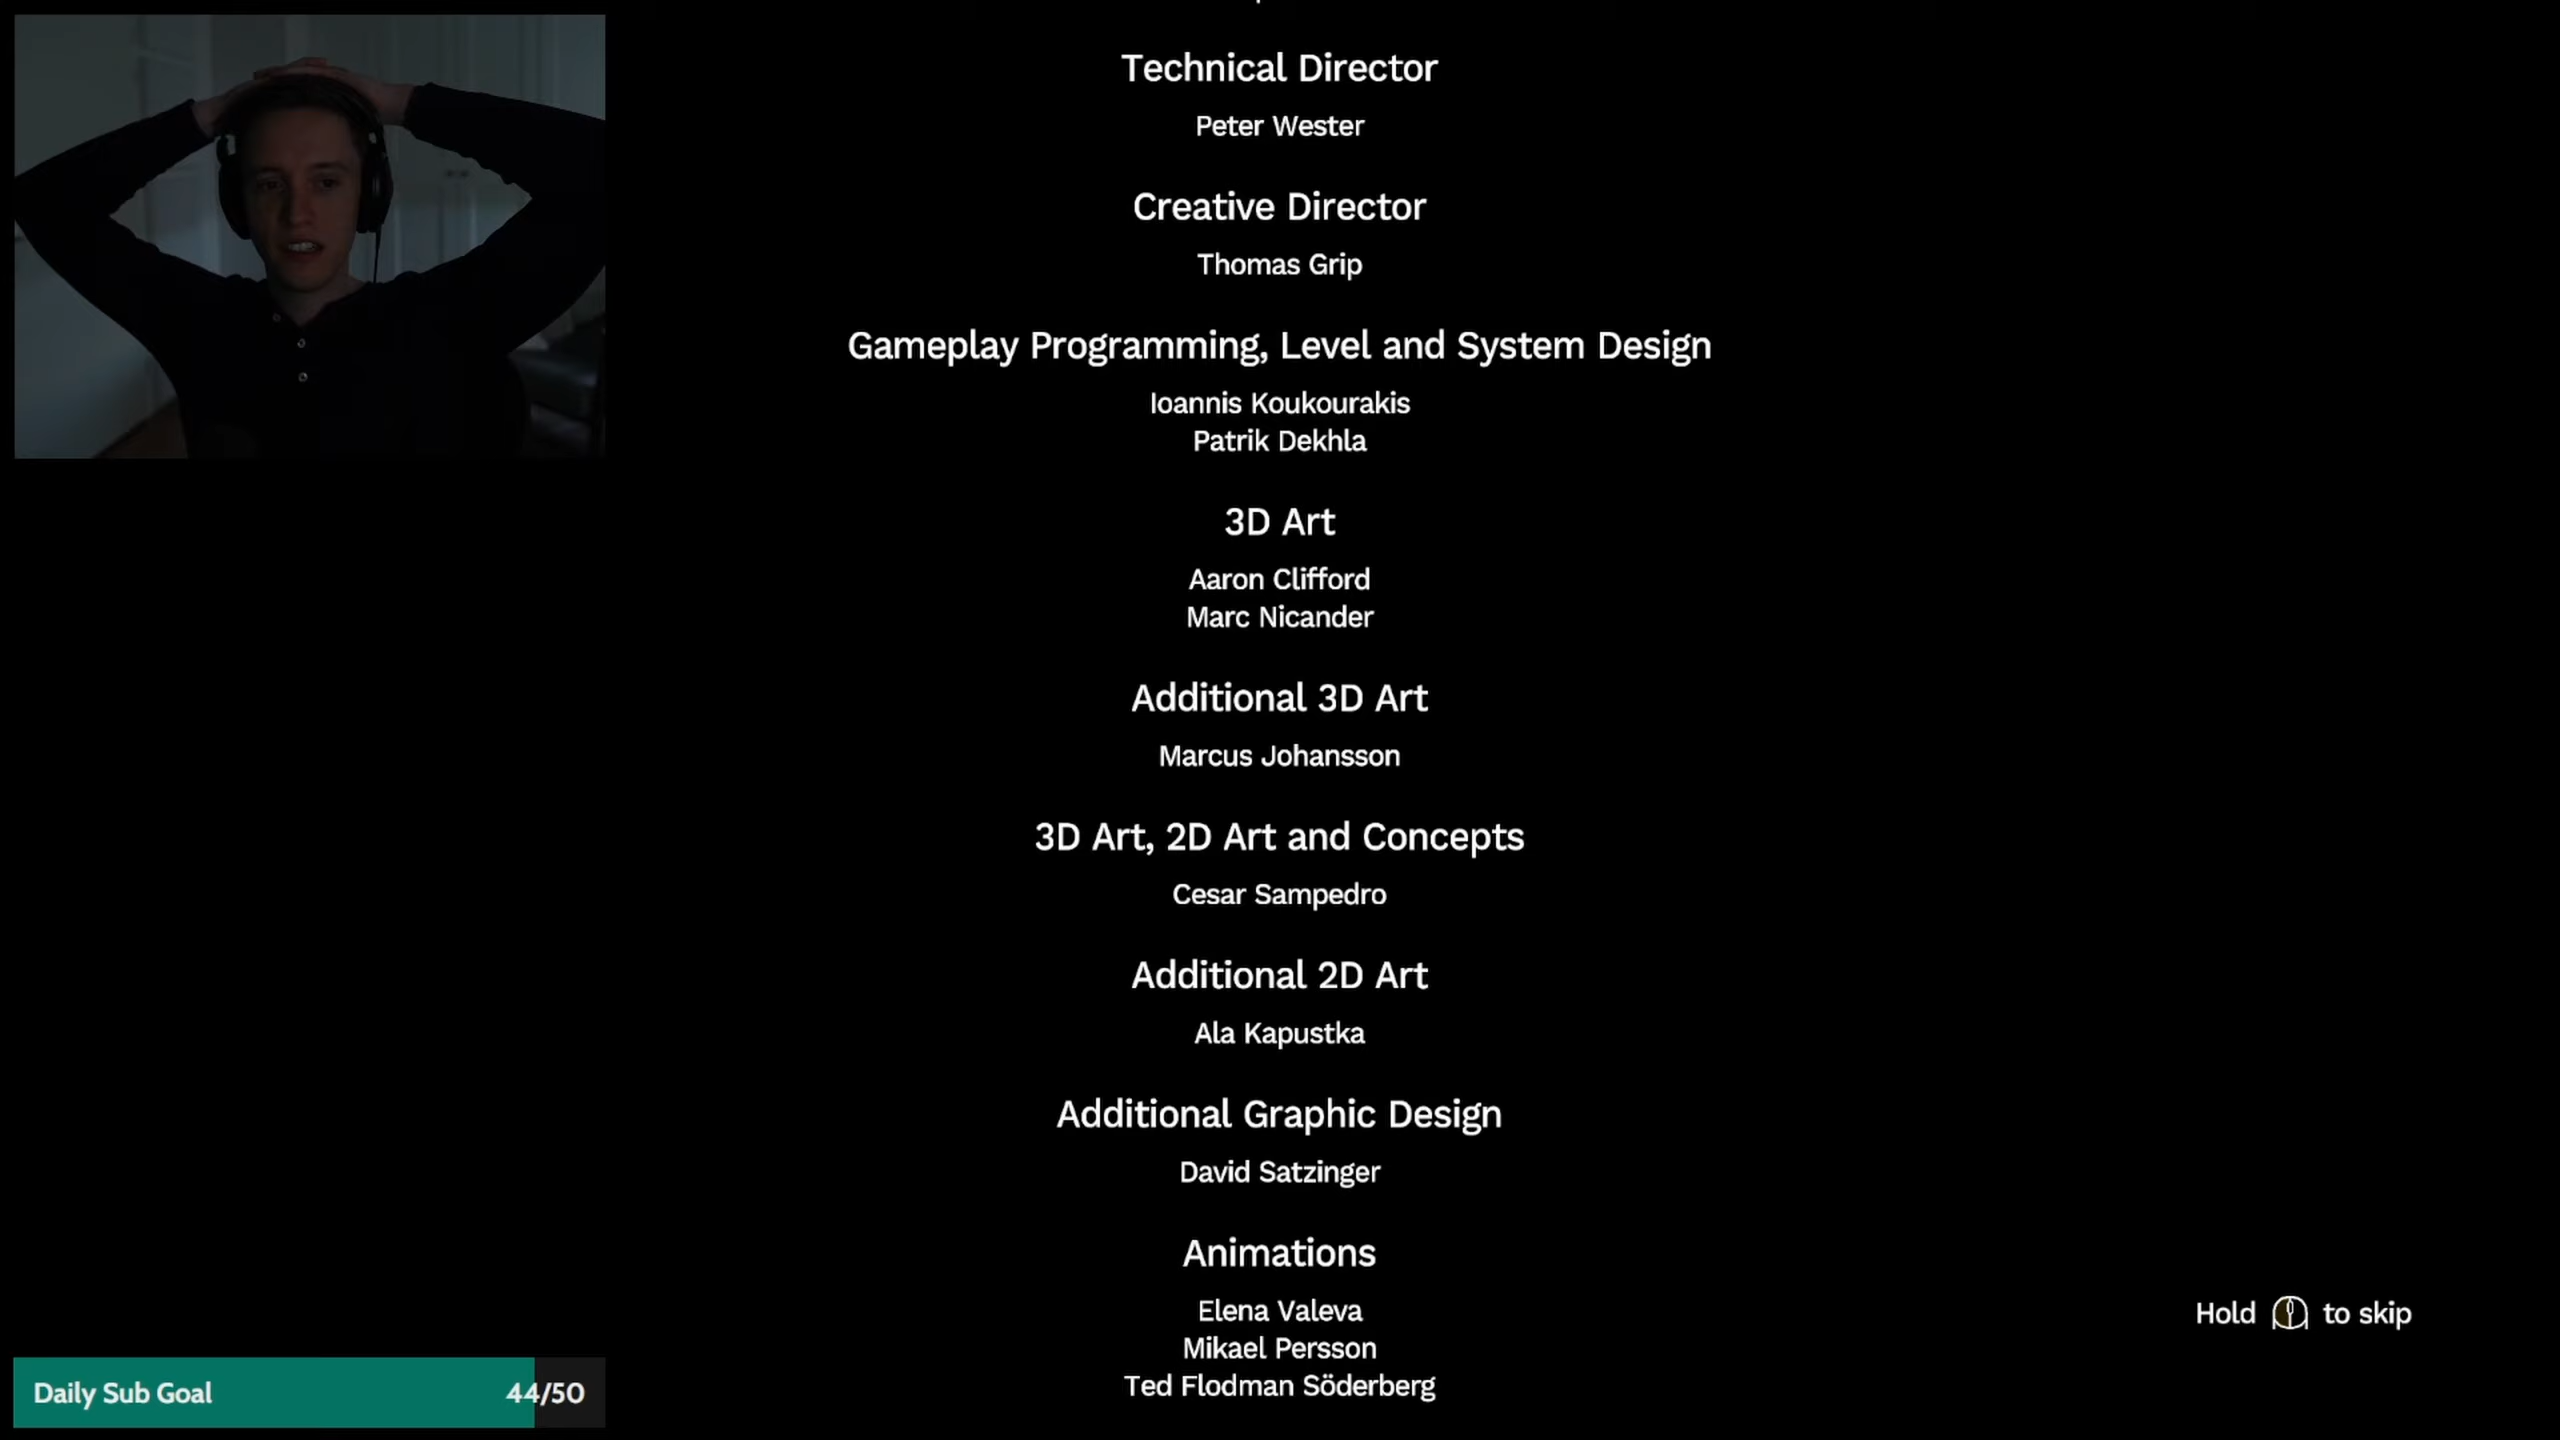 Technical Director
Peter Wester
Creative Director
Thomas Grip
Gameplay Programming, Level and System Design
Ioannis Koukourakis
Patrik Dekhla
3D Art
Aaron Clifford
Marc Nicander
Additional 3D Art
Marcus Johansson
3D Art, 2D Art and Concepts
Cesar Sampedro
Additional 2D Art
Ala Kapustka
Additional Graphic Design
David Satzinger
Animations
Elena Valeva
Mikael Persson
Ted Flodman Söderberg
Hold to skip
Daily Sub Goal 44/50